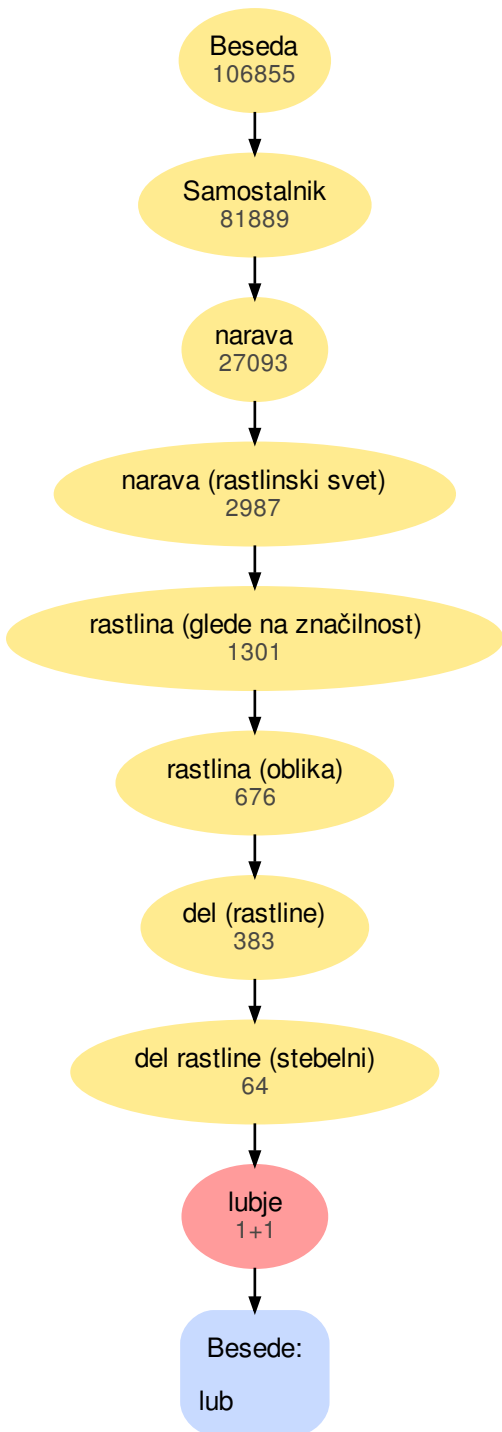 Beseda
106855
Samostalnik
81889
narava
27093
narava (rastlinski svet)
2987
rastlina (glede na značilnost)
1301
rastlina (oblika)
676
del (rastline)
383
del rastline (stebelni)
64
lubje
1+1
Besede:
lub